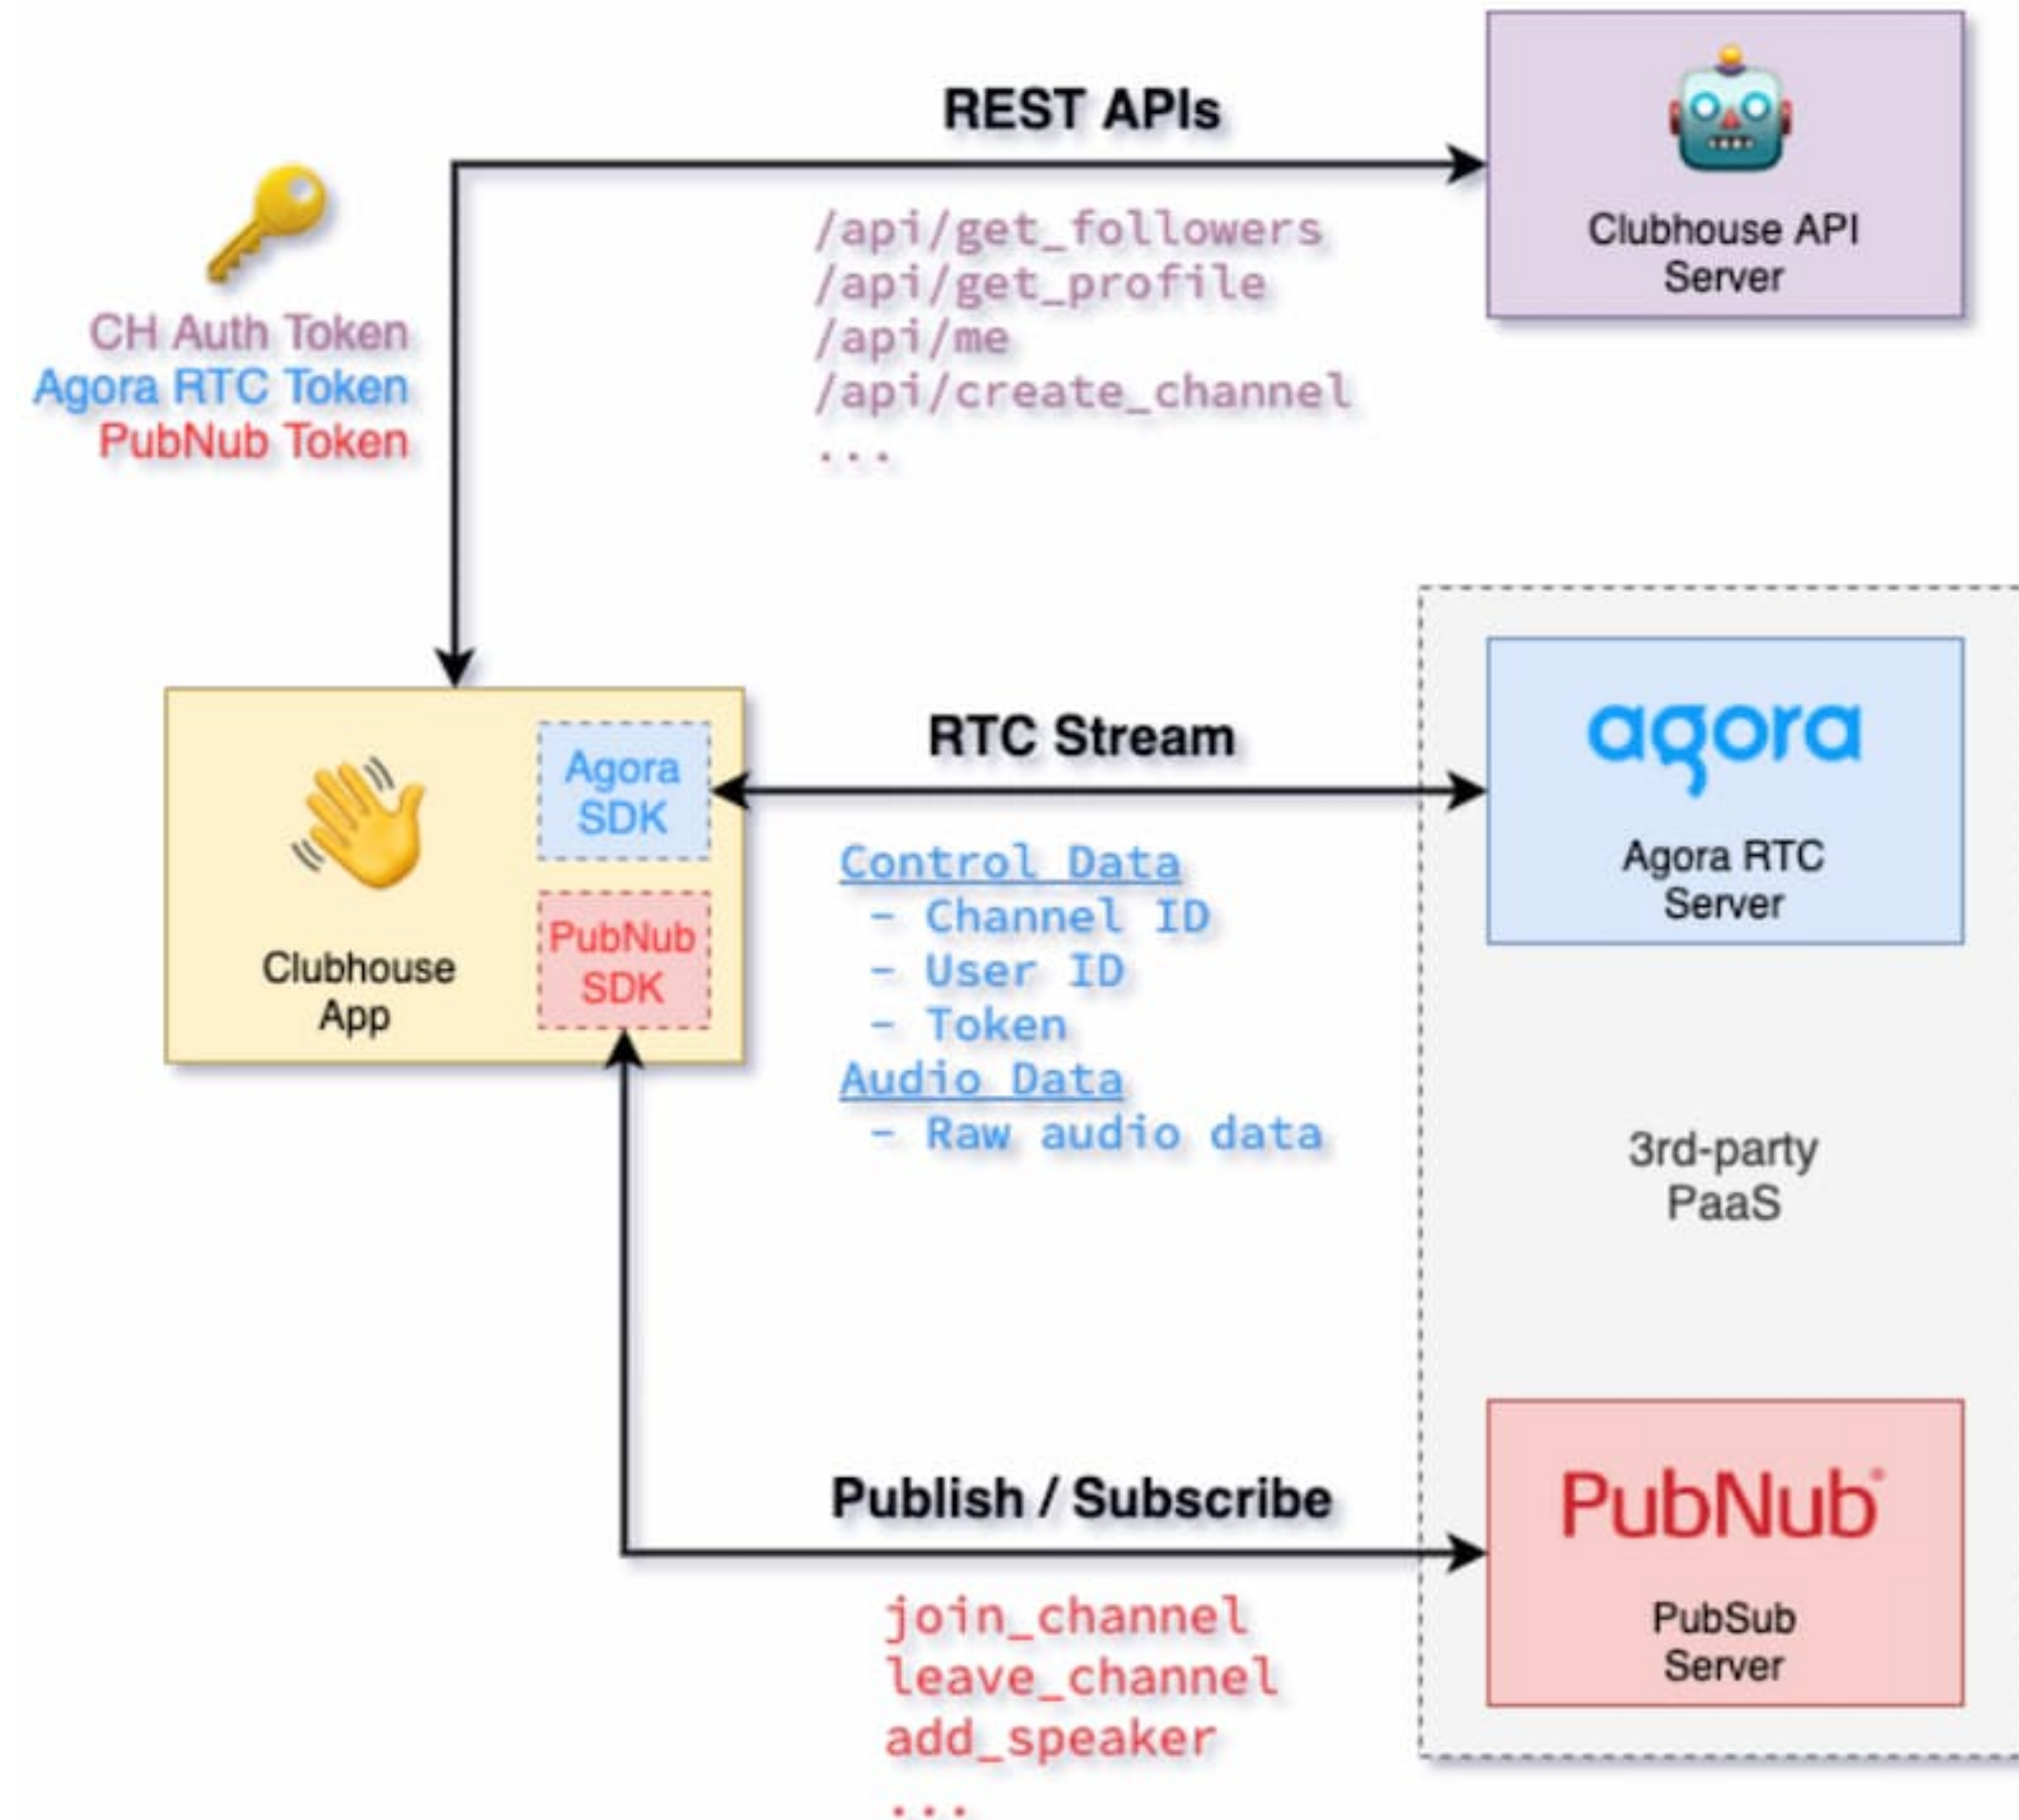 REST APIs
Clubhouse API
Server
/api/get_followers
/api/get_profile
/api/me
/api/create_channel
...
CH Auth Token
Agora RTC Token
PubNub Token
Clubhouse
App
Agora
SDK
PubNub
SDK
RTC Stream
Control Data
- Channel ID
- User ID
- Token
Audio Data
- Raw audio data
agora
Agora RTC
Server
3rd-party
PaaS
Publish / Subscribe
join_channel
leave_channel
add_speaker
...
PubNub
PubSub
Server